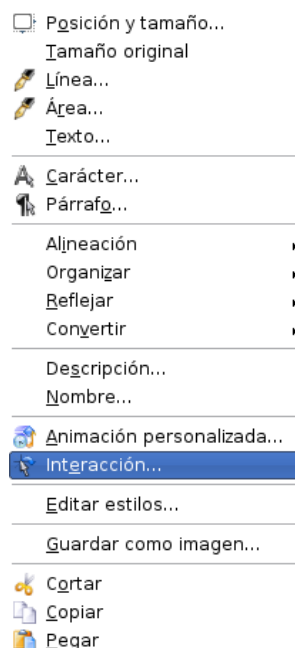 Posición y tamaño...
Tamaño original
Línea...
Área...
Texto...
Carácter...
Párrafo...
Alineación
Organizar
Reflejar
Convertir
Descripción...
Nombre...
Animación personalizada...
Interacción...
Editar estilos...
Guardar como imagen...
Cortar
Copiar
Pegar